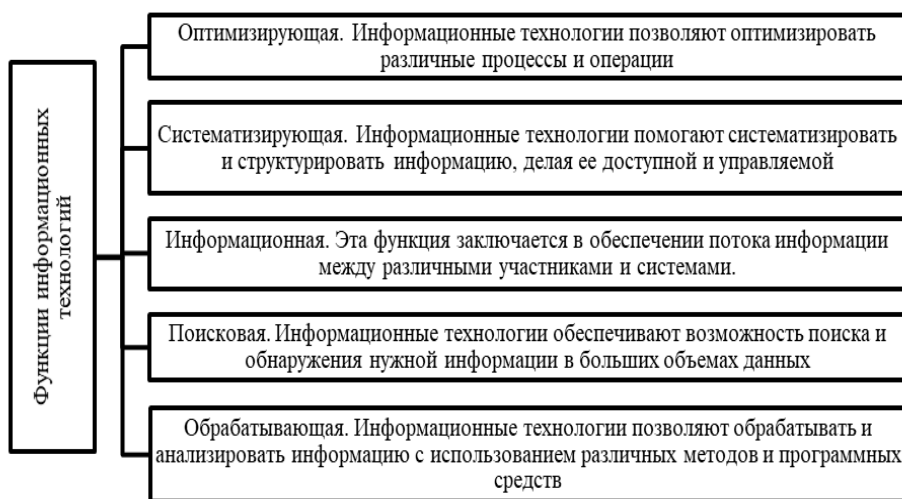 Функции информационных
технологий
Оптимизирующая. Информационные технологии позволяют оптимизировать
различные процессы и операции
Систематизирующая. Информационные технологии помогают систематизировать
и структурировать информацию, делая ее доступной и управляемой
Информационная. Эта функция заключается в обеспечении потока информации
между различными участниками и системами.
Поисковая. Информационные технологии обеспечивают возможность поиска и
обнаружения нужной информации в больших объемах данных
Обрабатывающая. Информационные технологии позволяют обрабатывать и
анализировать информацию с использованием различных методов и программных
средств